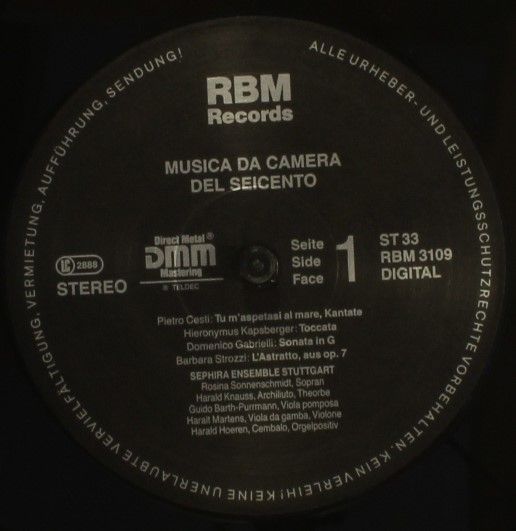 ALLE URHEBER- UND LEISTUNGSSCHUTZRECHTE VORBEHALTEN. KEIN VERLEIH! KEINE UNERLAUBTE VERVIELFÄLTIGUNG, VERMIETUNG, AUFFÜHRUNG, SENDUNG!
RBM
Records
MUSICA DA CAMERA
DEL SEICENTO
LC 2888
STEREO
Direct Metal®
DMM
Mastering
® TELDEC
Seite
Side
Face
1
ST 33
RBM 3109
DIGITAL
Pietro Cesti: Tu m'aspetasi al mare, Kantate
Hieronymus Kapsberger: Toccata
Domenico Gabrielli: Sonata in G
Barbara Strozzi: L'Astratto, aus op. 7
SEPHIRA ENSEMBLE STUTTGART
Rosina Sonnenschmidt, Sopran
Harald Knauss, Archiliuto, Theorbe
Guido Barth-Purrmann, Viola pomposa
Harait Martens, Viola da gamba, Violone
Harald Hoeren, Cembalo, Orgelpositiv